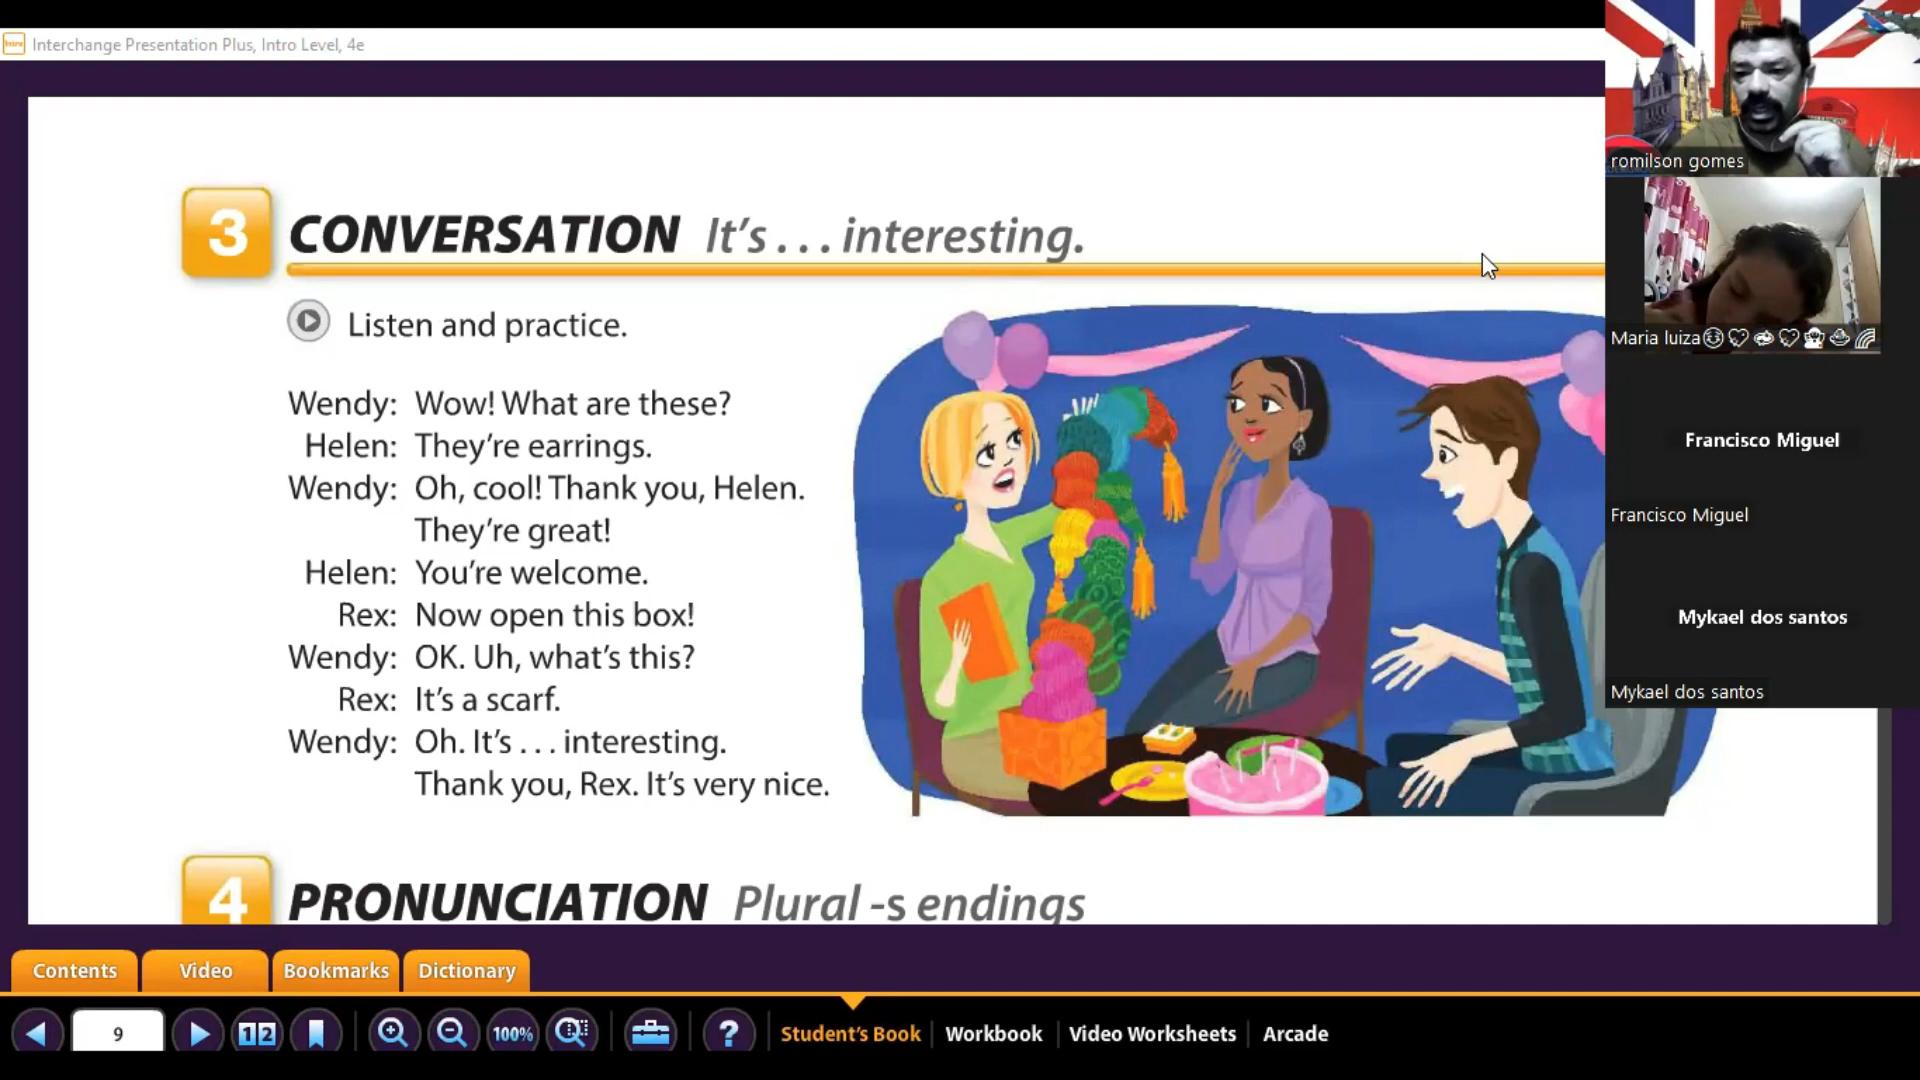 Interchange Presentation Plus, Intro Level, 4e
3 CONVERSATION It's . . . interesting.
Listen and practice.
Wendy: Wow! What are these?
Helen: They're earrings.
Wendy: Oh, cool! Thank you, Helen.
They're great!
Helen: You're welcome.
Rex: Now open this box!
Wendy: OK. Uh, what's this?
Rex: It's a scarf.
Wendy: Oh. It's . . . interesting.
Thank you, Rex. It's very nice.
4 PRONUNCIATION Plural -s endings
romilson gomes
Maria luiza
Francisco Miguel
Francisco Miguel
Mykael dos santos
Mykael dos santos
Contents Video Bookmarks Dictionary
9 1 2 100% ? Student's Book Workbook Video Worksheets Arcade